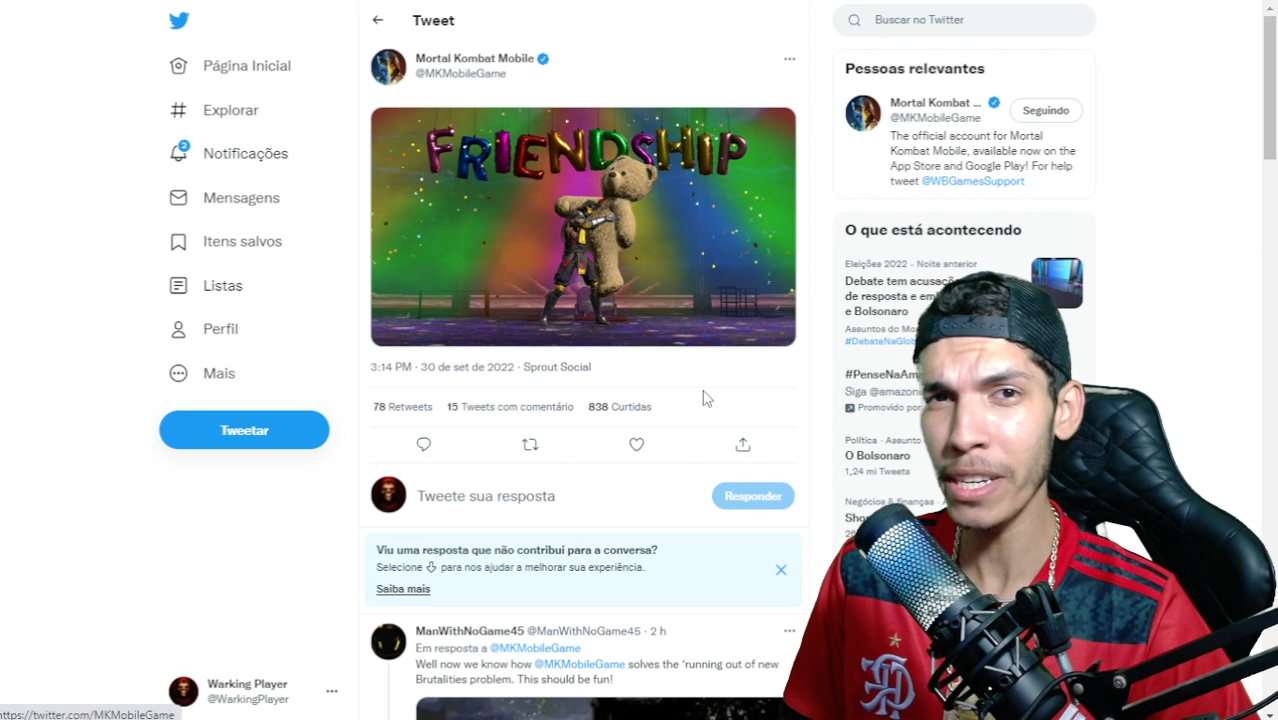 Página Inicial
Explorar
2
Notificações
Mensagens
Itens salvos
Listas
Perfil
Mais
Tweetar
Warking Player
@WarkingPlayer
https://twitter.com/MKMobileGame
Tweet
Mortal Kombat Mobile
@MKMobileGame
FRIENDSHIP
3:14 PM · 30 de set de 2022 · Sprout Social
78 Retweets 15 Tweets com comentário 838 Curtidas
Tweete sua resposta
Responder
Viu uma resposta que não contribui para a conversa?
Selecione para nos ajudar a melhorar sua experiência.
Saiba mais
ManWithNoGame45 @ManWithNoGame45 · 2 h
Em resposta a @MKMobileGame
Well now we know how @MKMobileGame solves the 'running out of new
Brutalities problem. This should be fun!
Buscar no Twitter
Pessoas relevantes
Mortal Kombat ...
@MKMobileGame
Seguindo
The official account for Mortal
Kombat Mobile, available now on the
App Store and Google Play! For help
tweet @WBGamesSupport
O que está acontecendo
Eleições 2022 · Noite anterior
Debate tem
de resposta e
e Bolsonaro
Assuntos do
#PenseNaAm
Siga
Promovido por
Política · Assunto
O Bolsonaro
1,24 mi Tweets
Negócios & finanças